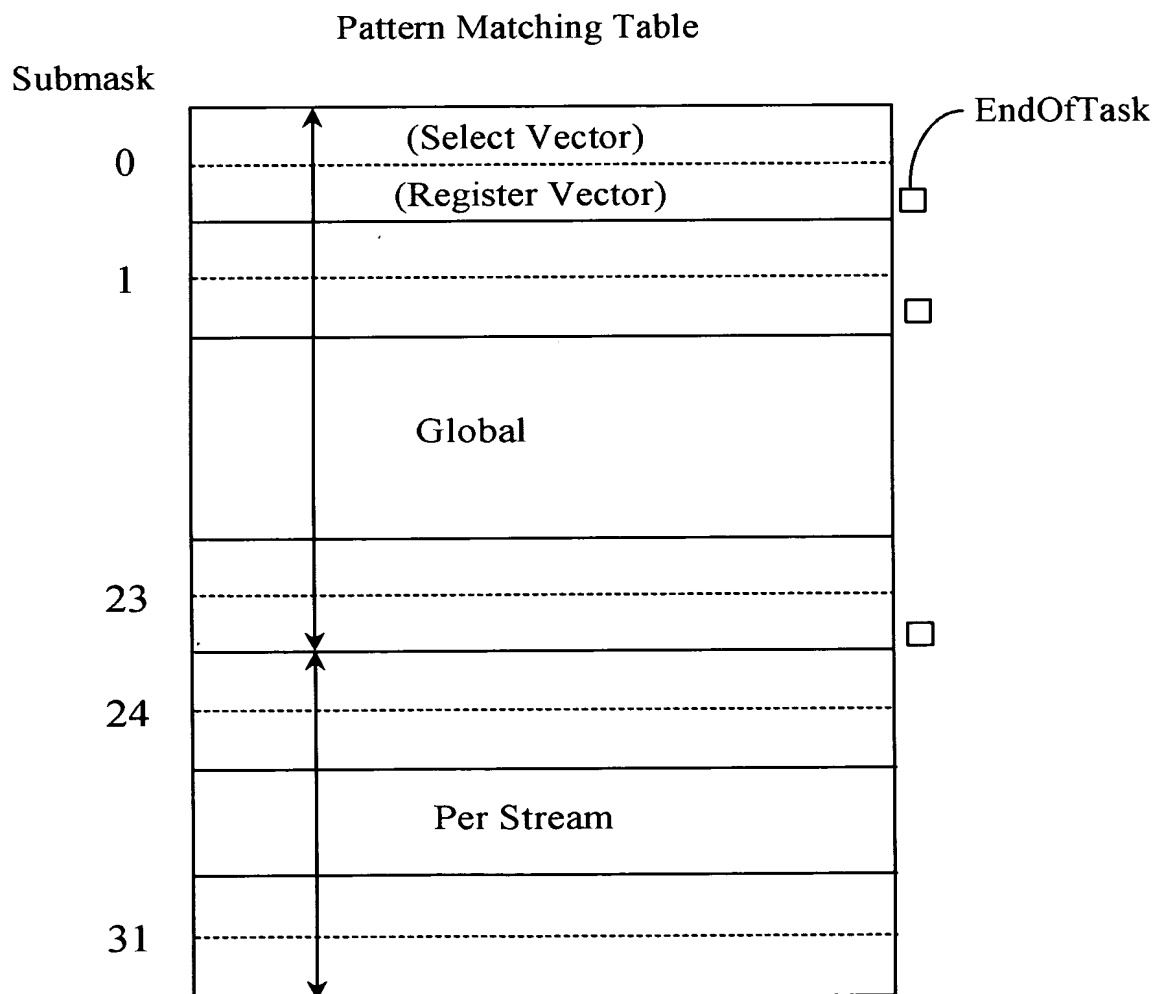 Pattern Matching Table
Submask
EndOfTask
(Select Vector)
0
(Register Vector)
1
Global
23
24
Per Stream
31